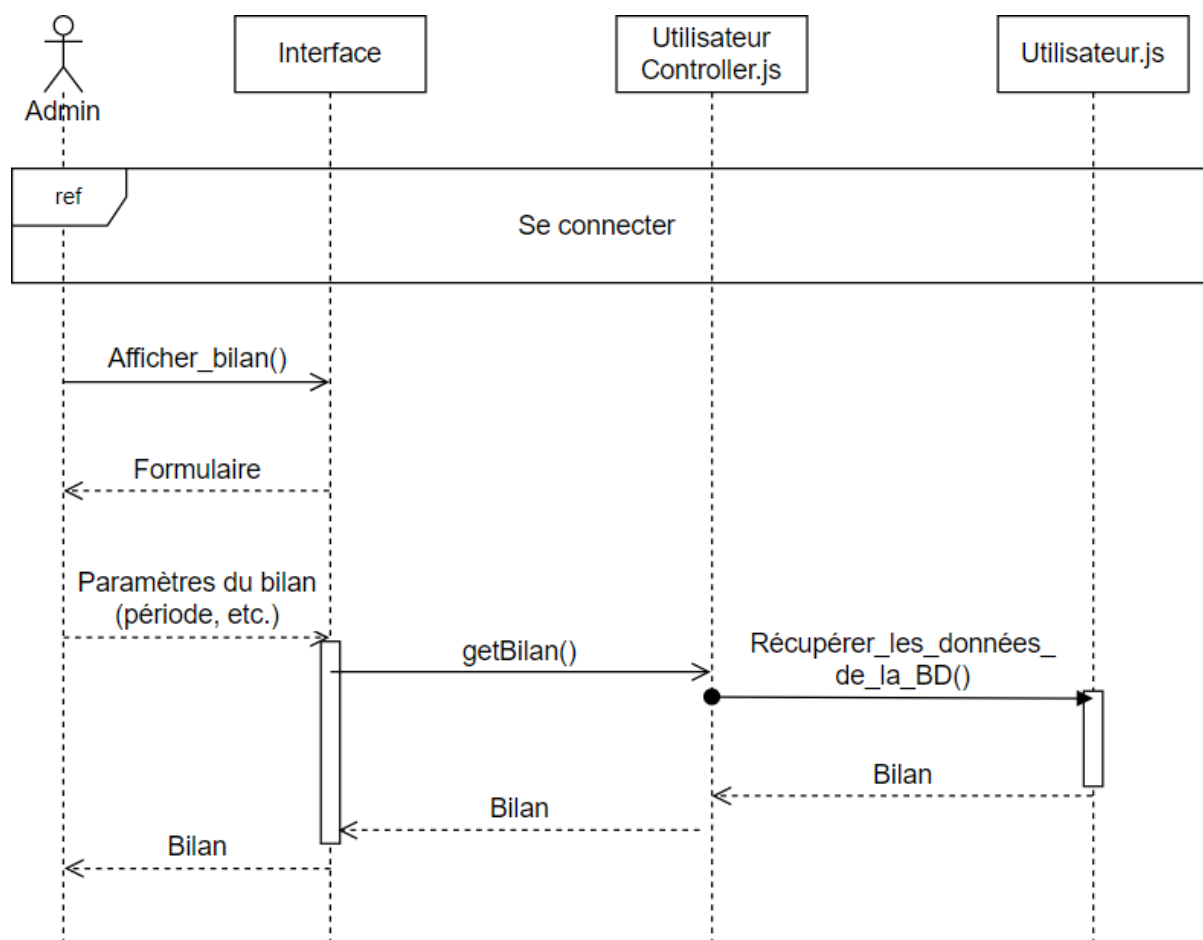 Admin
Interface
Utilisateur
Controller.js
Utilisateur.js
ref
Se connecter
Afficher_bilan()
Formulaire
Paramètres du bilan
(période, etc.)
getBilan()
Récupérer_les_données_
de_la_BD()
Bilan
Bilan
Bilan